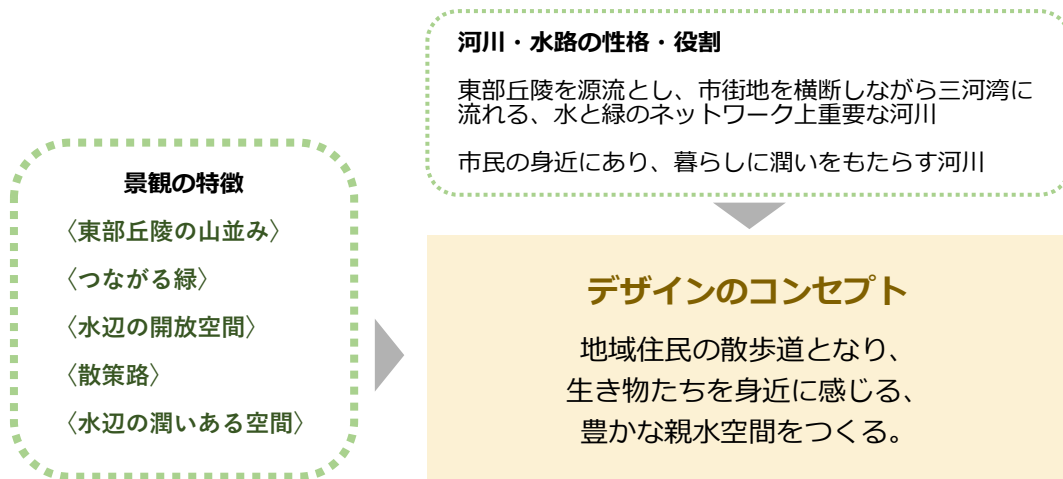 河川・水路の性格・役割
東部丘陵を源流とし、市街地を横断しながら三河湾に
流れる、水と緑のネットワーク上重要な河川
市民の身近にあり、暮らしに潤いをもたらす河川
景観の特徴
〈東部丘陵の山並み〉
〈つながる緑〉
〈水辺の開放空間〉
〈散策路〉
〈水辺の潤いある空間〉
デザインのコンセプト
地域住民の散歩道となり、
生き物たちを身近に感じる、
豊かな親水空間をつくる。